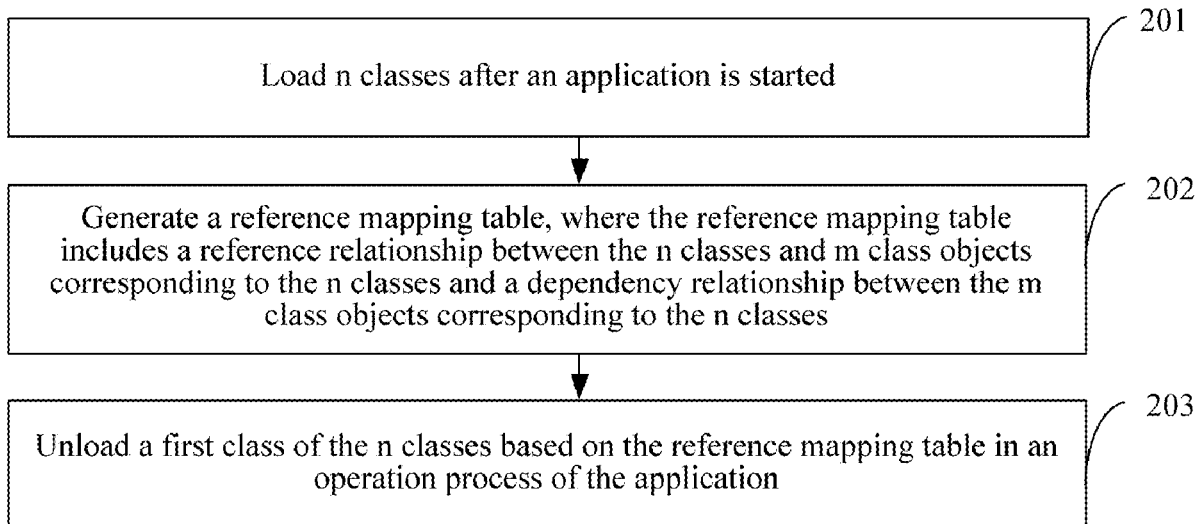 201
Load n classes after an application is started
202
Generate a reference mapping table, where the reference mapping table
includes a reference relationship between the n classes and m class objects
corresponding to the n classes and a dependency relationship between the m
class objects corresponding to the n classes
203
Unload a first class of the n classes based on the reference mapping table in an
operation process of the application